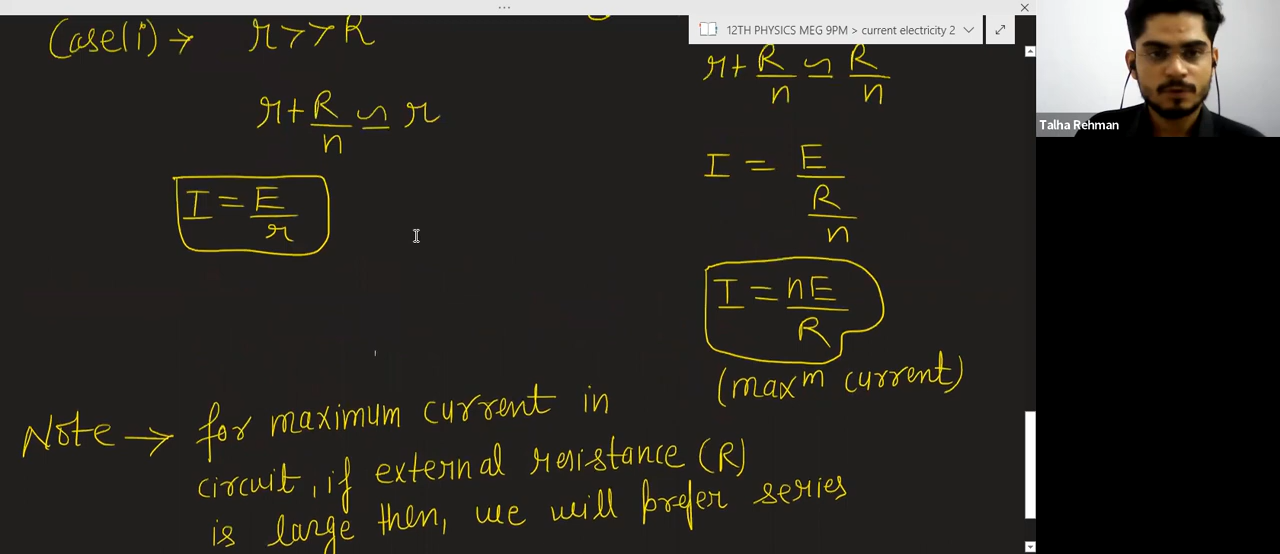 Case(i) → r>>R
r+R/n ≃ r
I = E/r
12TH PHYSICS MEG 9PM > current electricity 2
r+R/n ≃ R/n
I = E/(R/n)
I = nE/R
(maxm current)
Note → for maximum current in
circuit, if external resistance (R)
is large then, we will prefer series
Talha Rehman